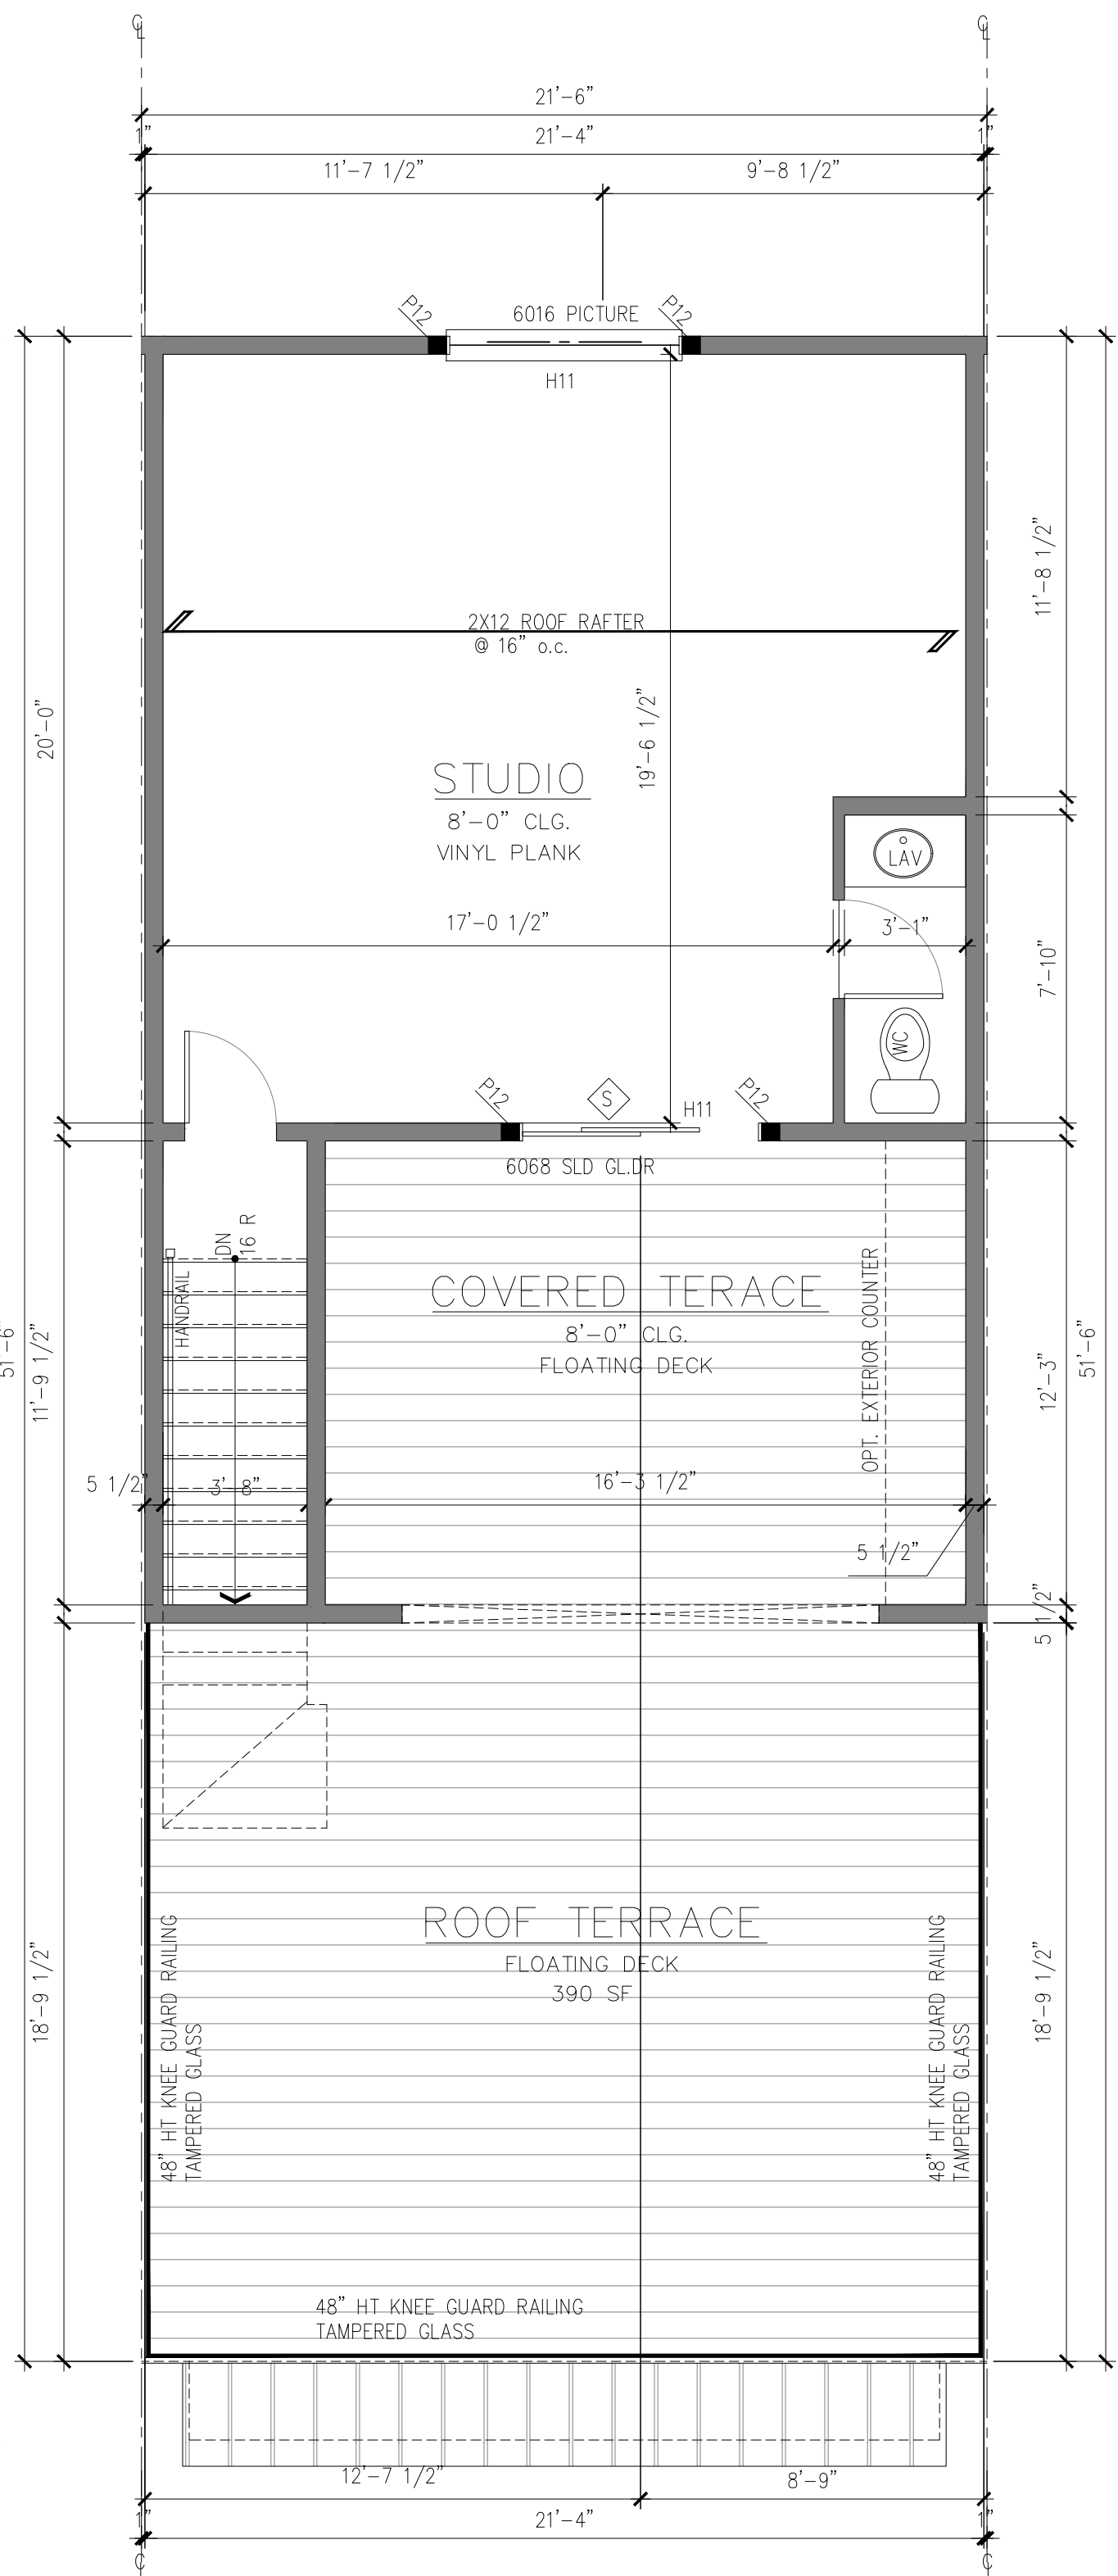 ℄ ℄
21'-6"
1" 21'-4" 1"
11'-7 1/2" 9'-8 1/2"
P12 6016 PICTURE P12
H11
11'-8 1/2"
2X12 ROOF RAFTER
@ 16" o.c.
20'-0"
19'-6 1/2"
STUDIO
8'-0" CLG.
VINYL PLANK
LAV
17'-0 1/2" 3'-1"
7'-10"
WC
P12 S P12
H11
6068 SLD GL.DR
DN
16 R
HANDRAIL
COVERED TERACE
8'-0" CLG.
FLOATING DECK
OPT. EXTERIOR COUNTER
51'-6"
11'-9 1/2"
12'-3"
51'-6"
5 1/2" 3'-8" 16'-3 1/2"
5 1/2"
5 1/2"
ROOF TERRACE
FLOATING DECK
390 SF
18'-9 1/2"
48" HT KNEE GUARD RAILING
TAMPERED GLASS
48" HT KNEE GUARD RAILING
TAMPERED GLASS
18'-9 1/2"
48" HT KNEE GUARD RAILING
TAMPERED GLASS
12'-7 1/2" 8'-9"
1" 21'-4" 1"
℄ ℄